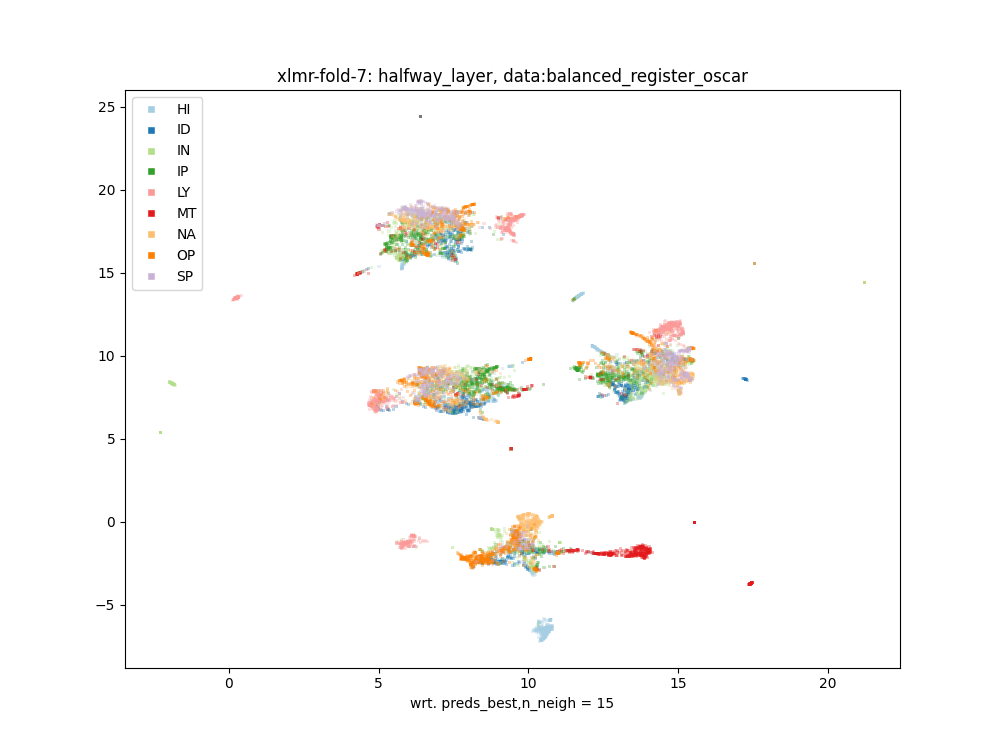 xlmr-fold-7: halfway_layer, data:balanced_register_oscar
25
20
15
10
5
0
−5
HI
ID
IN
IP
LY
MT
NA
OP
SP
0 5 10 15 20
wrt. preds_best,n_neigh = 15